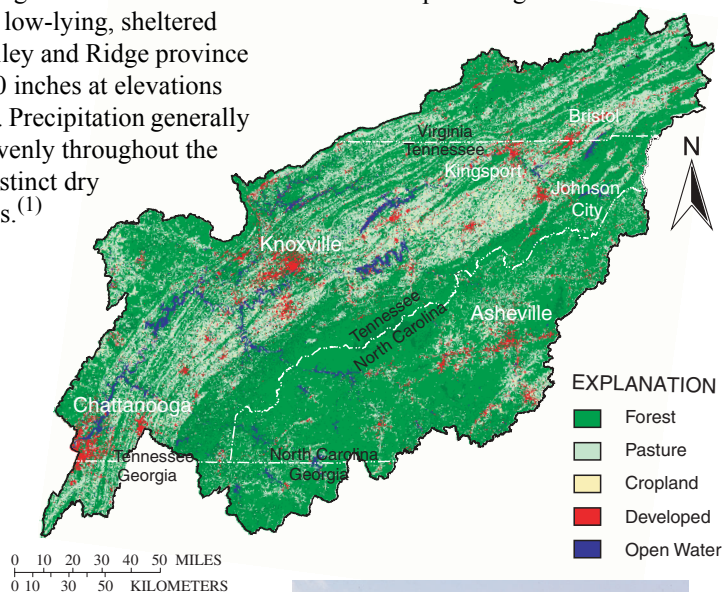 low-lying, sheltered
ley and Ridge province
0 inches at elevations
. Precipitation generally
venly throughout the
stinct dry
s.(1)
Virginia
Tennessee
Bristol
Kingsport
Johnson
City
N
Knoxville
Tennessee
North Carolina
Asheville
Chattanooga
Tennessee
Georgia
North Carolina
Georgia
EXPLANATION
Forest
Pasture
Cropland
Developed
Open Water
0 10 20 30 40 50 MILES
0 10 30 50 KILOMETERS